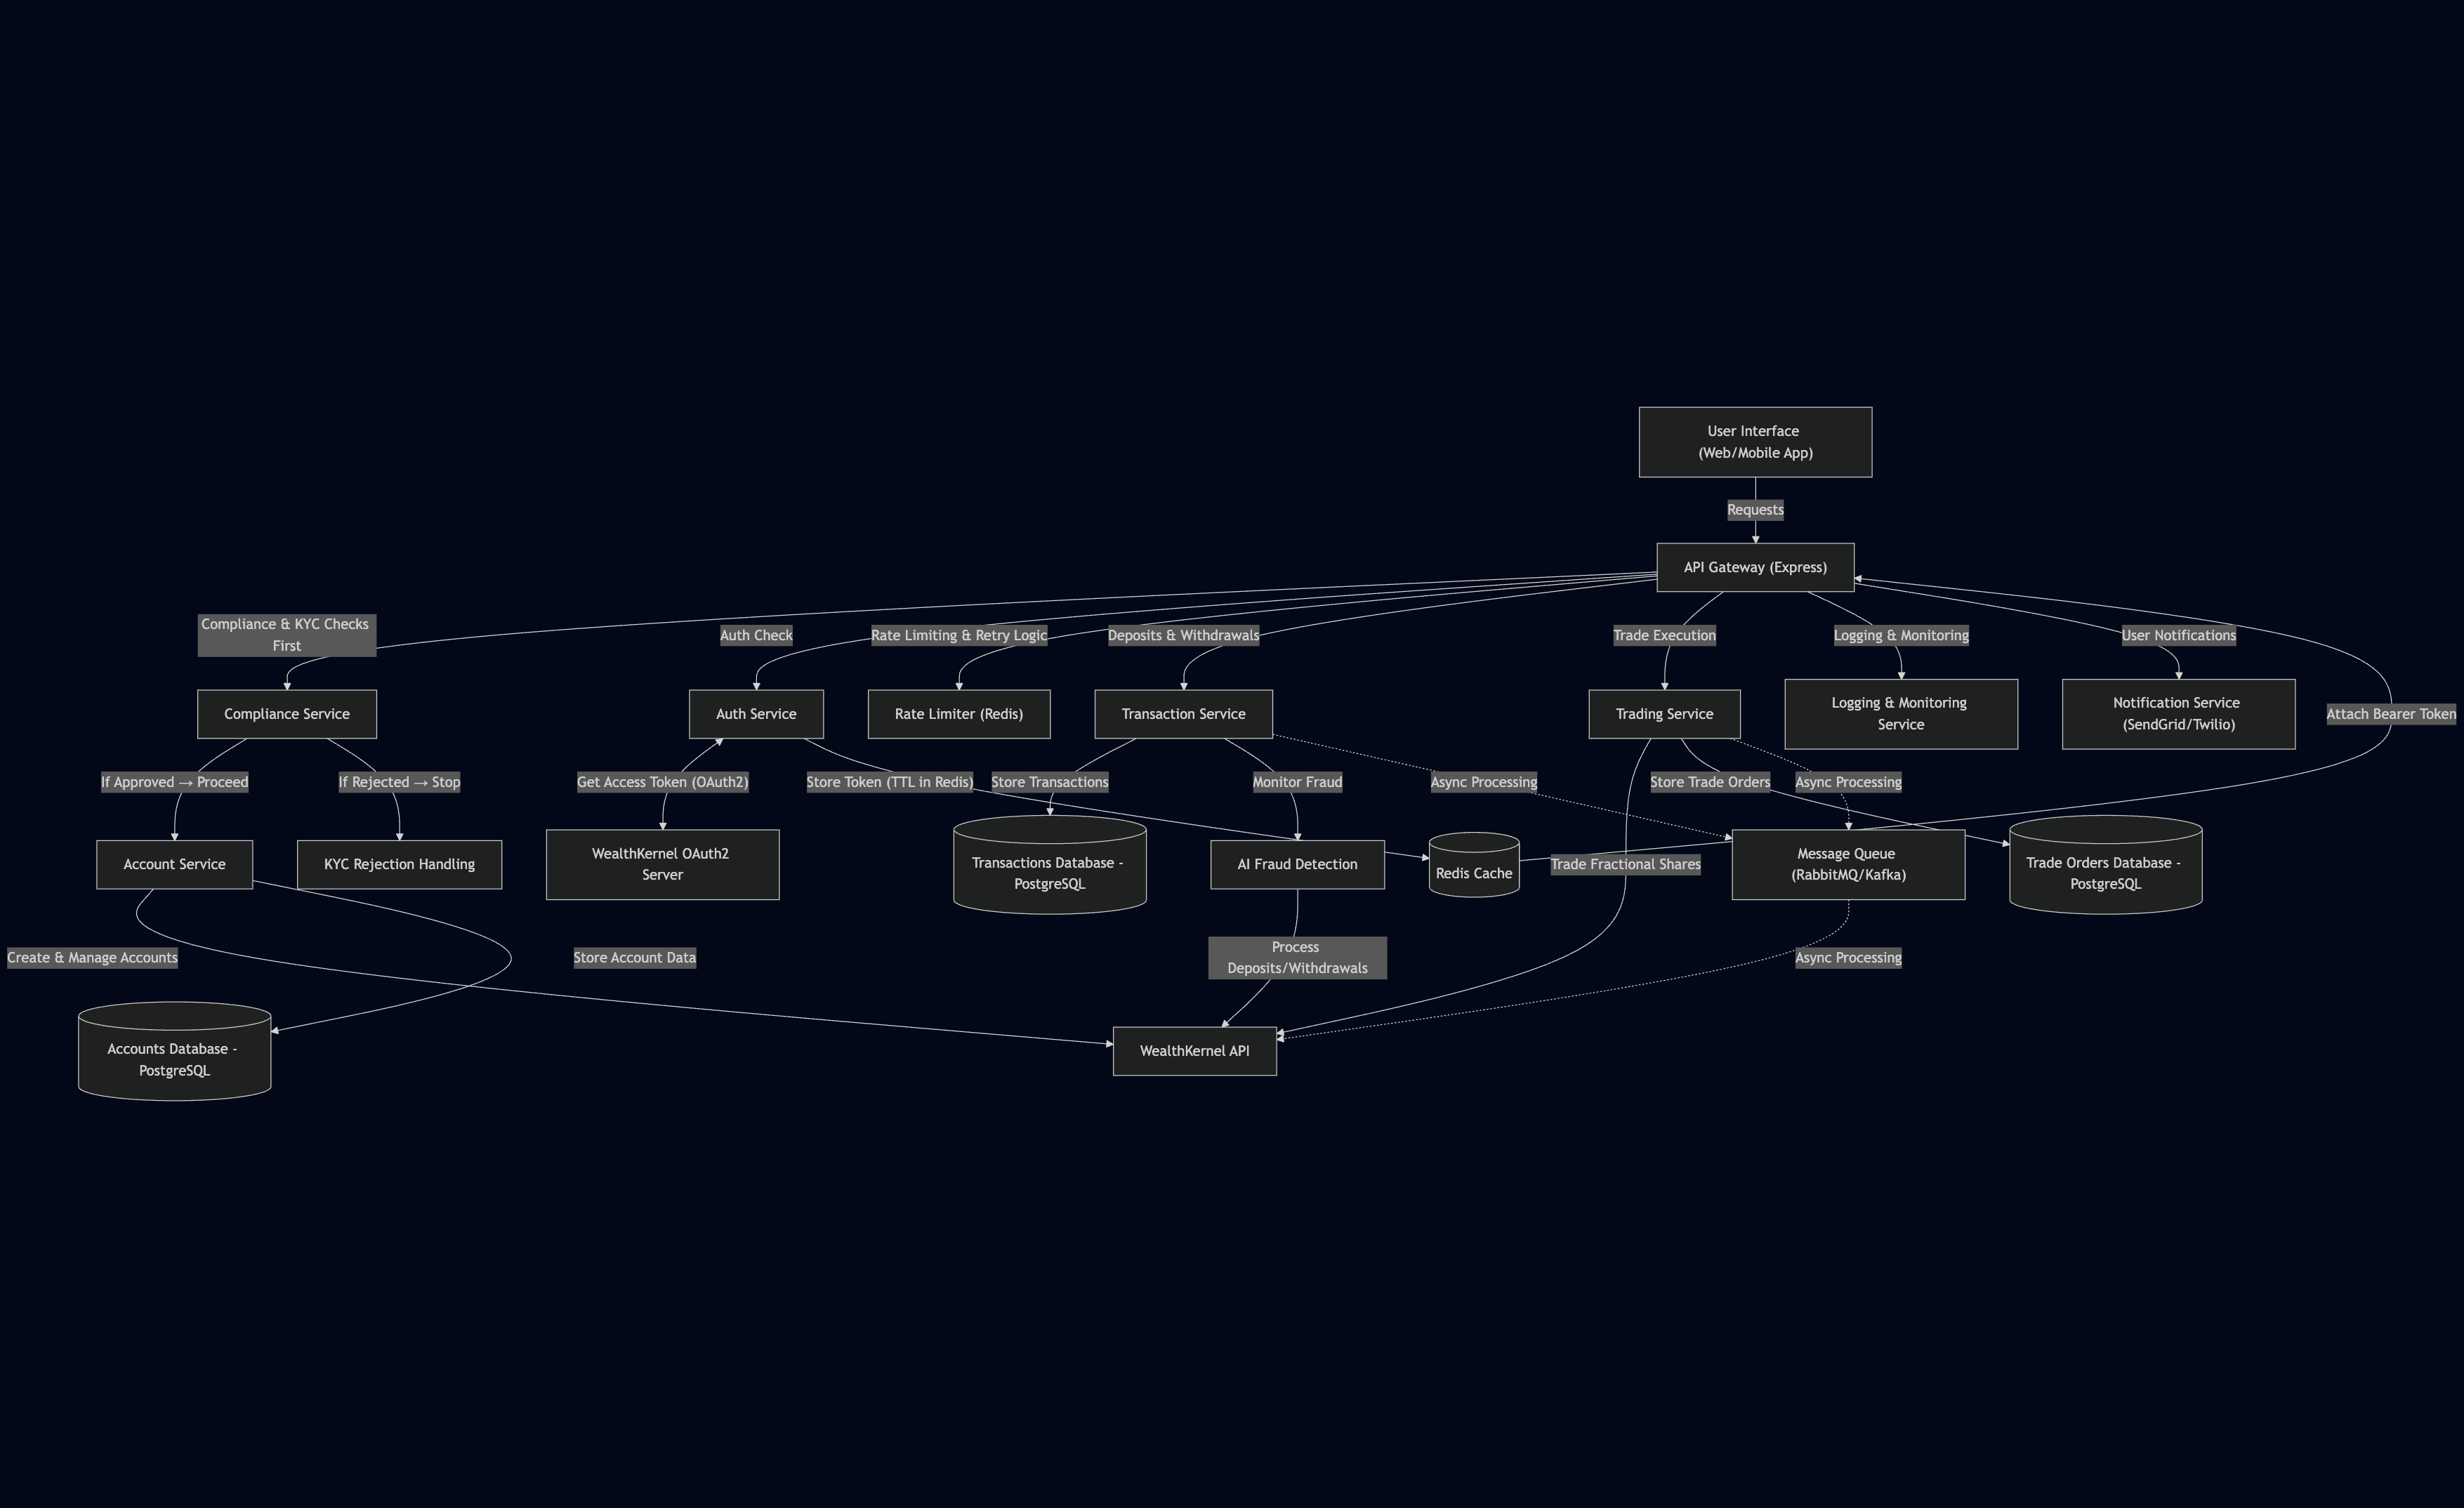 User Interface
(Web/Mobile App)
Requests
API Gateway (Express)
Compliance & KYC Checks
First
Auth Check
Rate Limiting & Retry Logic
Deposits & Withdrawals
Trade Execution
Logging & Monitoring
User Notifications
Compliance Service
Auth Service
Rate Limiter (Redis)
Transaction Service
Trading Service
Logging & Monitoring
Service
Notification Service
(SendGrid/Twilio)
Attach Bearer Token
If Approved → Proceed
If Rejected → Stop
Get Access Token (OAuth2)
Store Token (TTL in Redis)
Store Transactions
Monitor Fraud
Async Processing
Store Trade Orders
Async Processing
Account Service
KYC Rejection Handling
WealthKernel OAuth2
Server
Transactions Database -
PostgreSQL
AI Fraud Detection
Redis Cache
Trade Fractional Shares
Message Queue
(RabbitMQ/Kafka)
Trade Orders Database -
PostgreSQL
Create & Manage Accounts
Store Account Data
Process
Deposits/Withdrawals
Async Processing
Accounts Database -
PostgreSQL
WealthKernel API